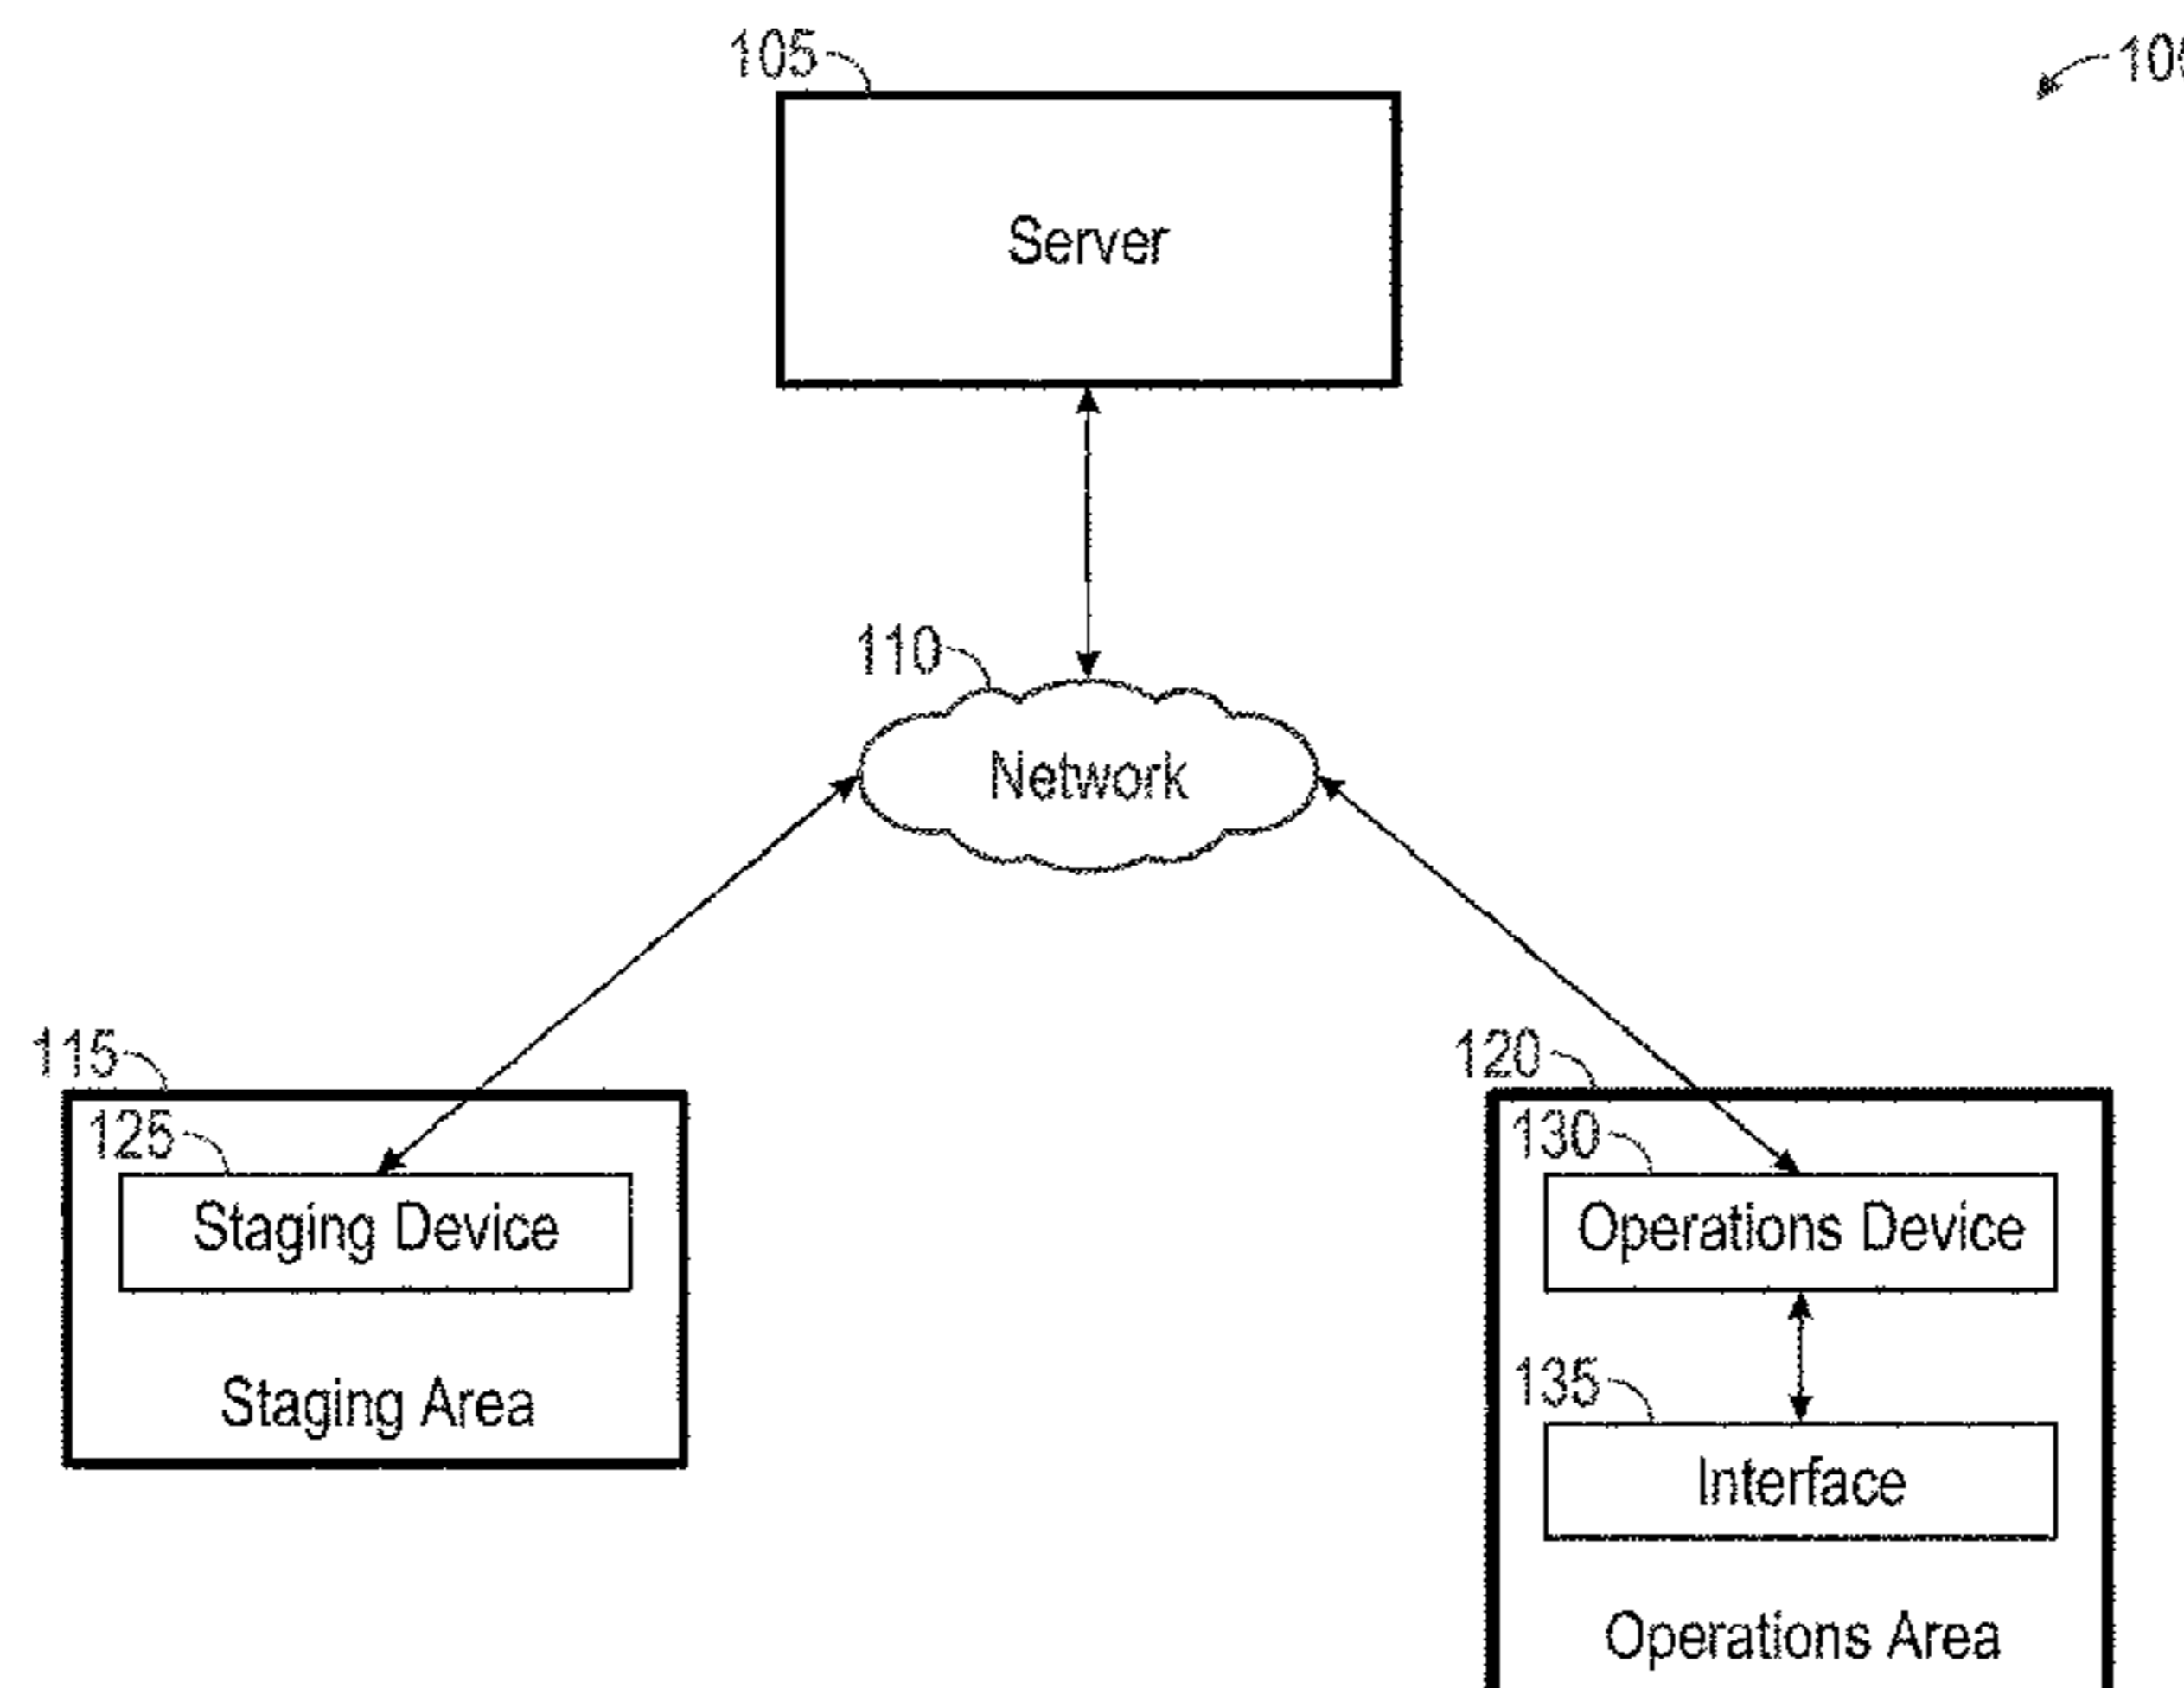 105
Server
110
Network
115
125
Staging Device
Staging Area
120
130
Operations Device
135
Interface
Operations Area